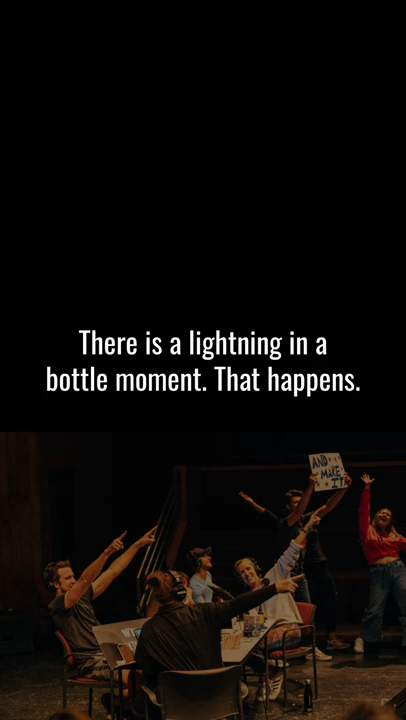 There is a lightning in a
bottle moment. That happens.
AND
MAKE
IT